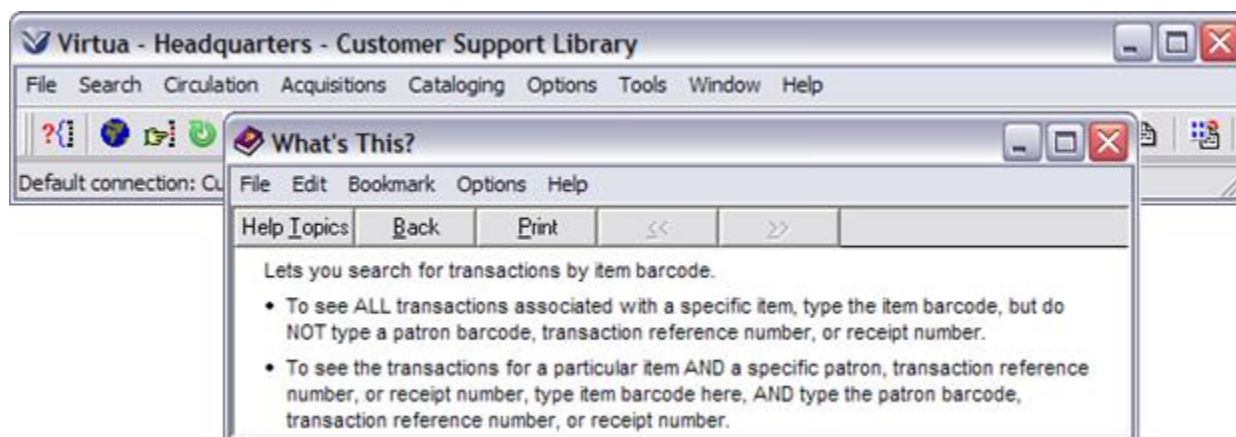 Virtua - Headquarters - Customer Support Library
File Search Circulation Acquisitions Cataloging Options Tools Window Help
What's This?
Default connection: Cu
File Edit Bookmark Options Help
Help Topics Back Print << >>
Lets you search for transactions by item barcode.
• To see ALL transactions associated with a specific item, type the item barcode, but do
NOT type a patron barcode, transaction reference number, or receipt number.
• To see the transactions for a particular item AND a specific patron, transaction reference
number, or receipt number, type item barcode here, AND type the patron barcode,
transaction reference number, or receipt number.